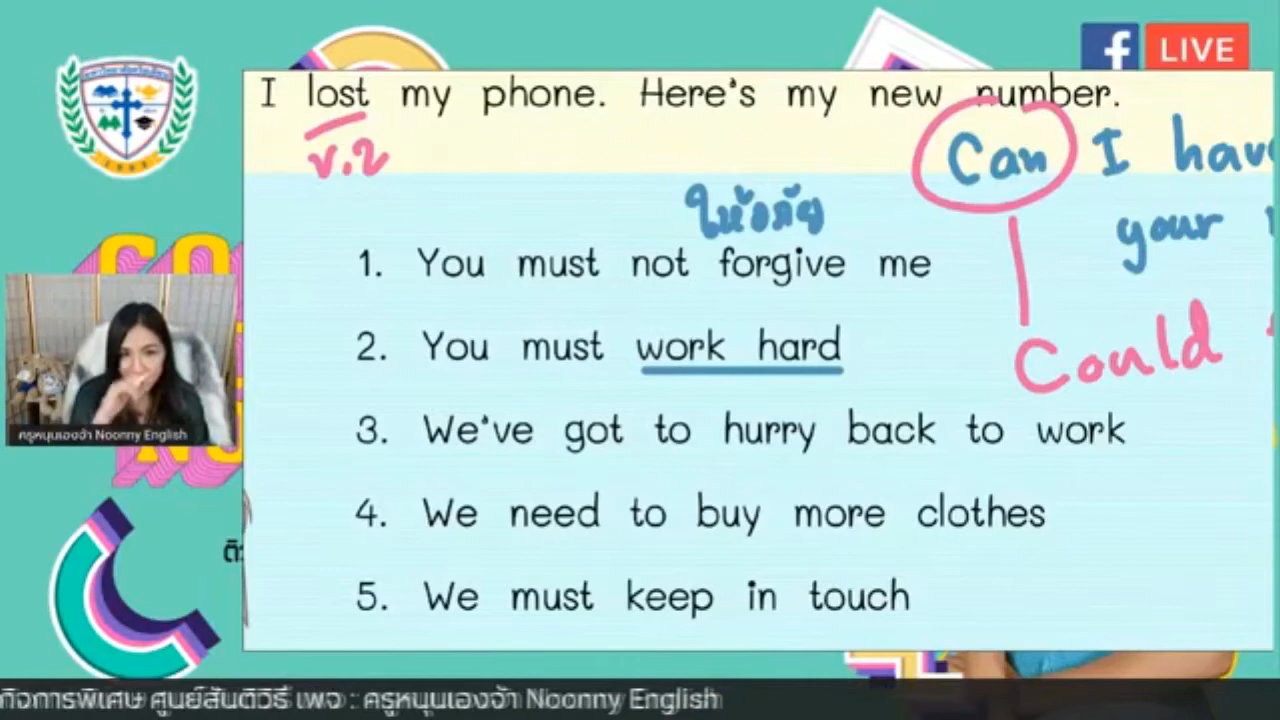 LIVE
I lost my phone. Here's my new number.
v.2
Can I have
your
Could
ให้อภัย
1. You must not forgive me
2. You must work hard
3. We've got to hurry back to work
4. We need to buy more clothes
5. We must keep in touch
ครูหนุนเองจ้า Noonny English
กิจการพิเศษ ศูนย์สันติวิธี เพจ : ครูหนุนเองจ้า Noonny English